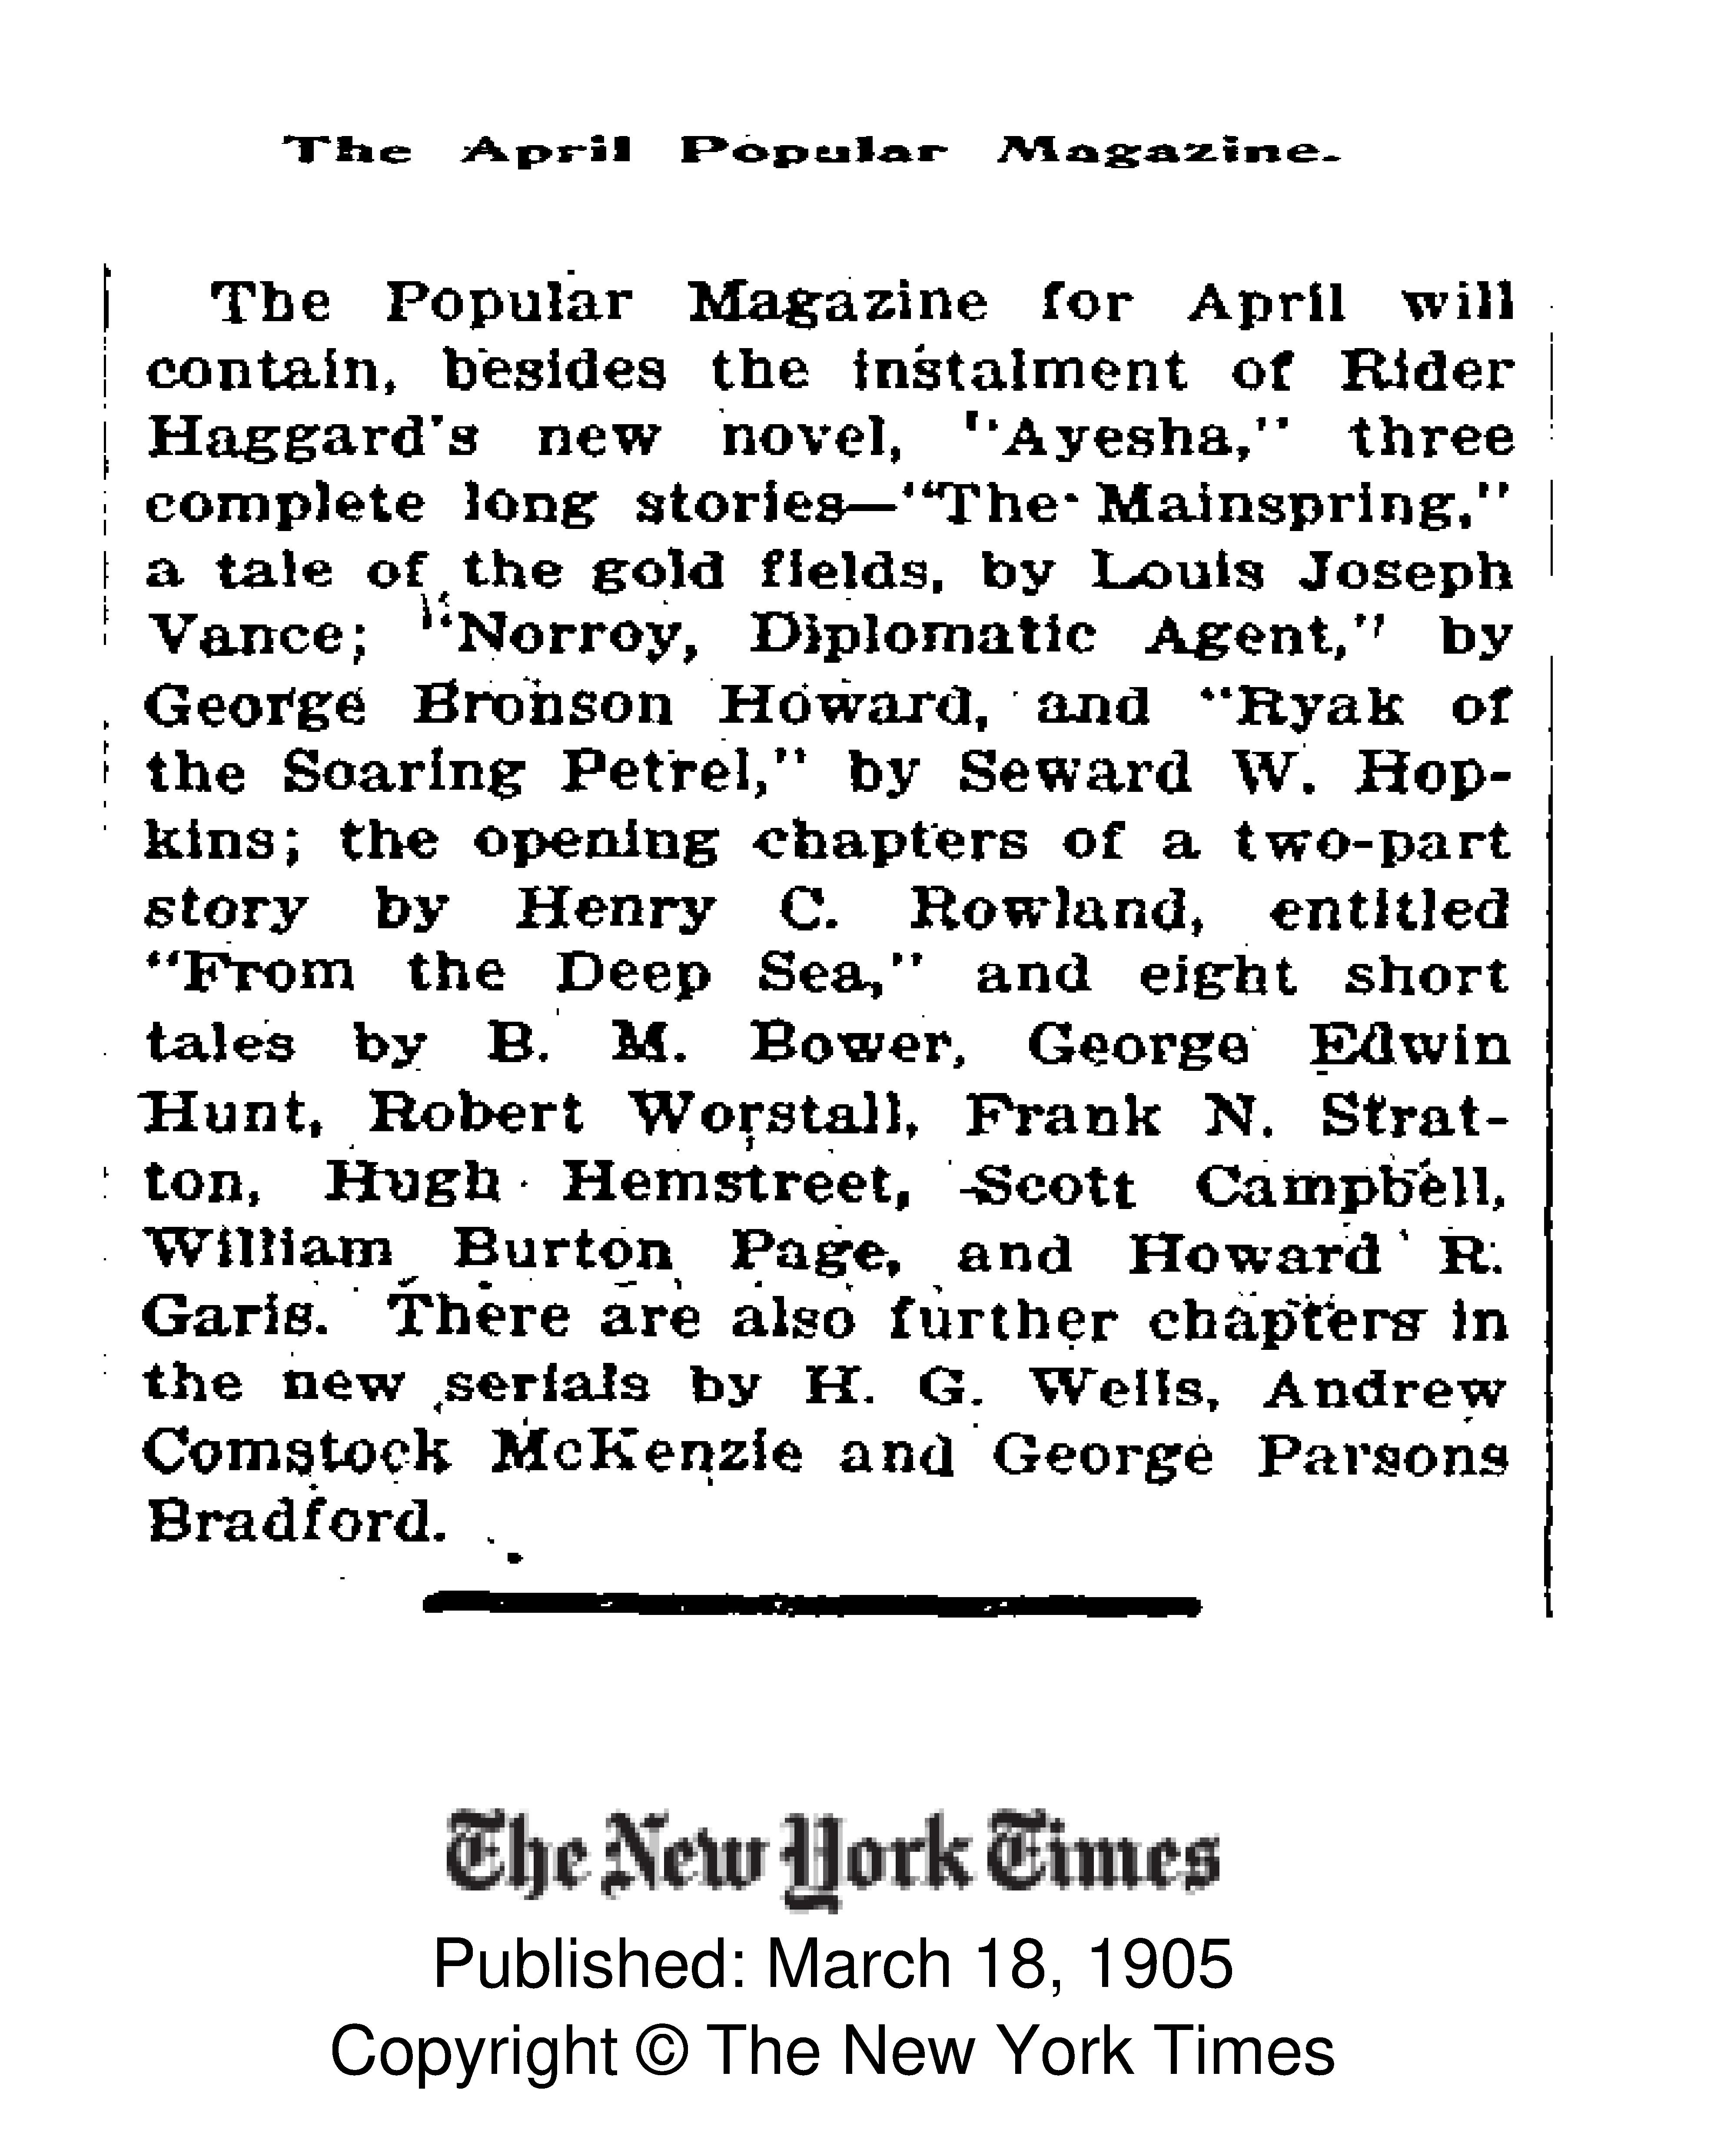 The April Popular Magazine.
The Popular Magazine for April will
contain, besides the instalment of Rider
Haggard's new novel, "Ayesha," three
complete long stories—"The Mainspring,"
a tale of the gold fields, by Louis Joseph
Vance; "Norroy, Diplomatic Agent," by
George Bronson Howard, and "Ryak of
the Soaring Petrel," by Seward W. Hop-
kins; the opening chapters of a two-part
story by Henry C. Rowland, entitled
"From the Deep Sea," and eight short
tales by B. M. Bower, George Edwin
Hunt, Robert Worstall, Frank N. Strat-
ton, Hugh Hemstreet, Scott Campbell,
William Burton Page, and Howard R.
Garis. There are also further chapters in
the new serials by H. G. Wells, Andrew
Comstock McKenzie and George Parsons
Bradford.
The New York Times
Published: March 18, 1905
Copyright © The New York Times